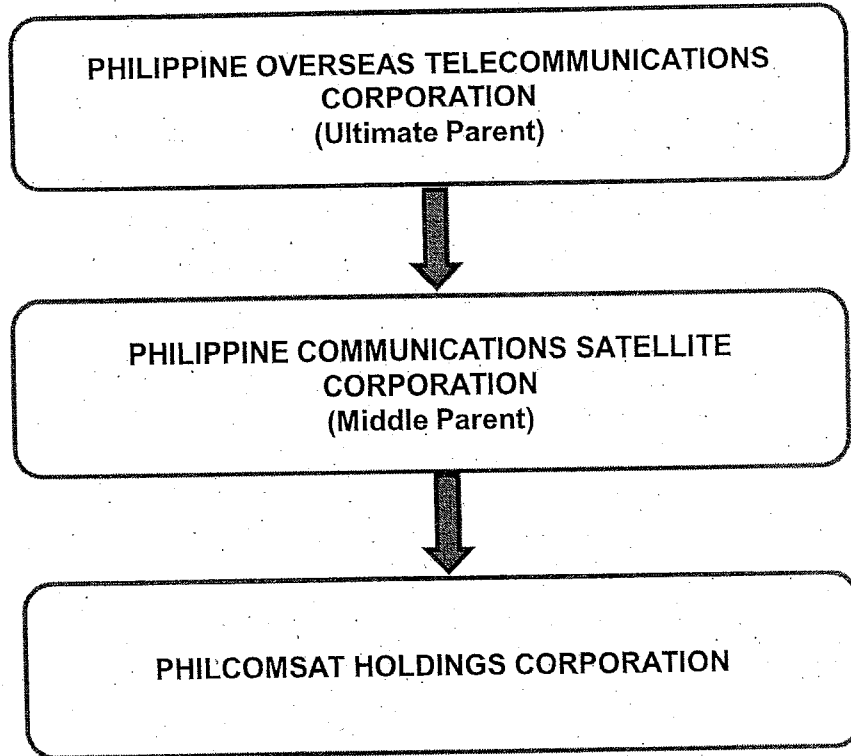 PHILIPPINE OVERSEAS TELECOMMUNICATIONS
CORPORATION
(Ultimate Parent)
PHILIPPINE COMMUNICATIONS SATELLITE
CORPORATION
(Middle Parent)
PHILCOMSAT HOLDINGS CORPORATION